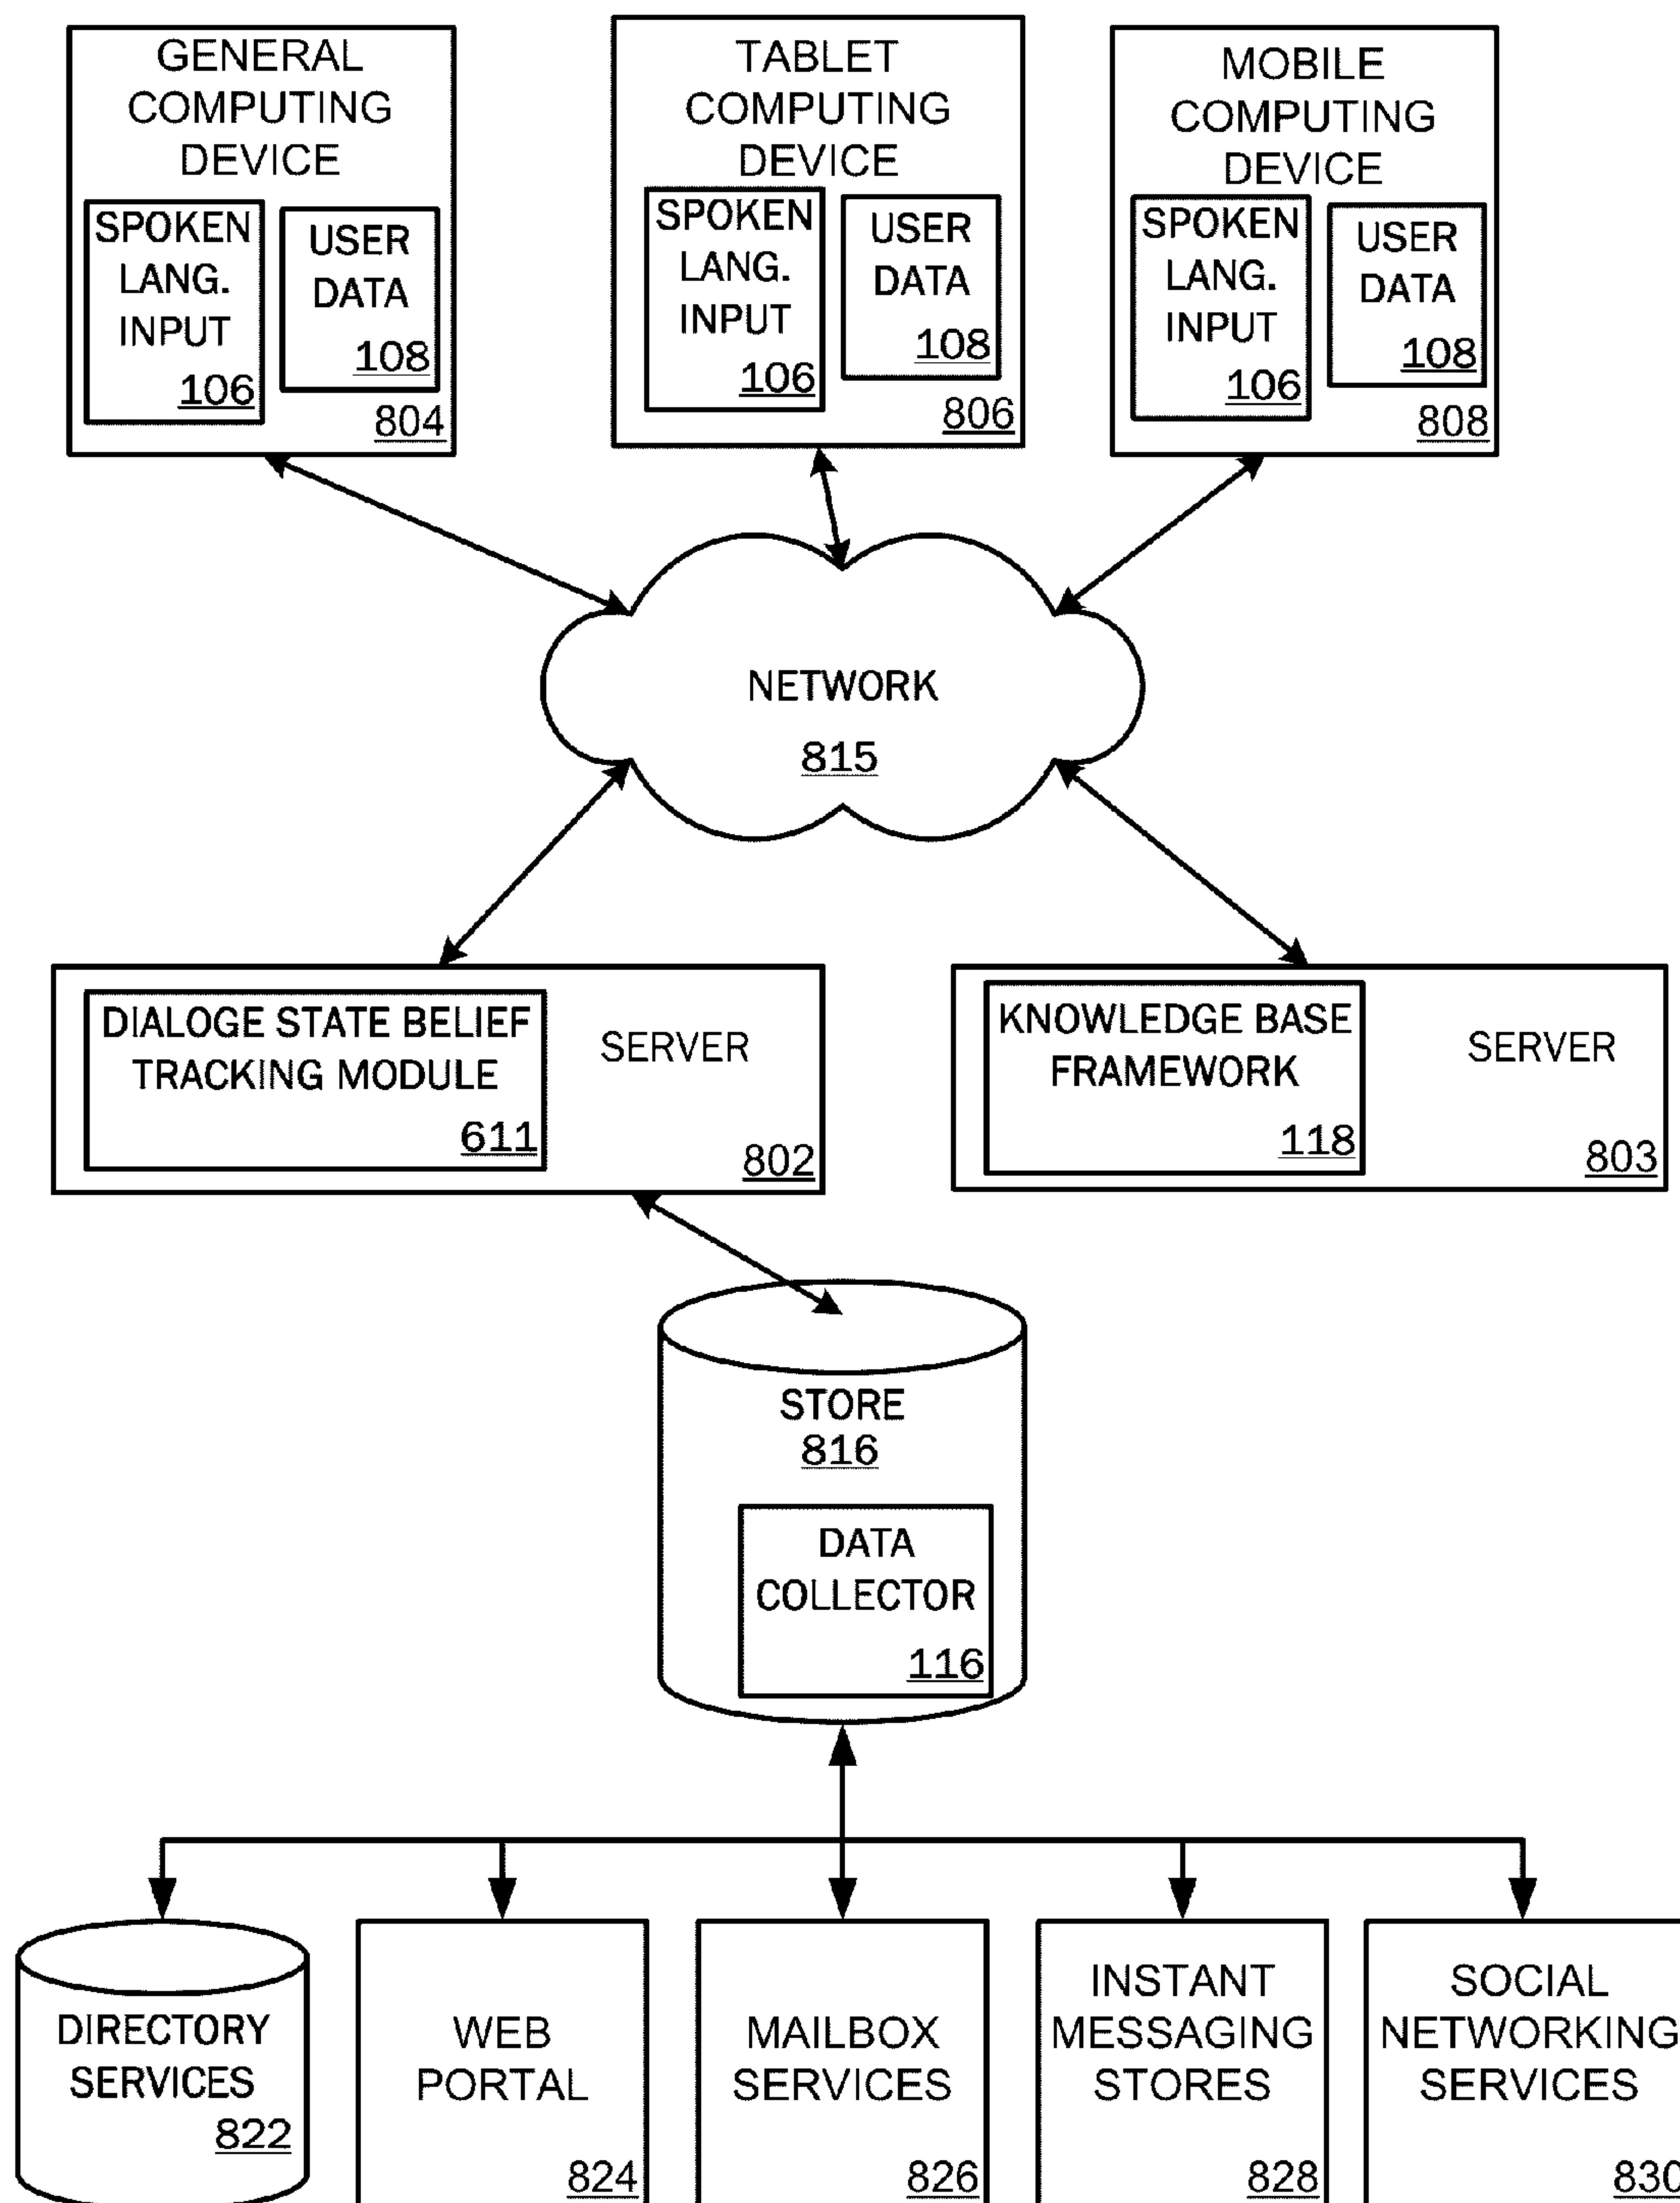 GENERAL
COMPUTING
DEVICE
SPOKEN
LANG.
INPUT
106
USER
DATA
108
804
TABLET
COMPUTING
DEVICE
SPOKEN
LANG.
INPUT
106
USER
DATA
108
806
MOBILE
COMPUTING
DEVICE
SPOKEN
LANG.
INPUT
106
USER
DATA
108
808
NETWORK
815
DIALOGE STATE BELIEF
TRACKING MODULE
611
SERVER
802
KNOWLEDGE BASE
FRAMEWORK
118
SERVER
803
STORE
816
DATA
COLLECTOR
116
DIRECTORY
SERVICES
822
WEB
PORTAL
824
MAILBOX
SERVICES
826
INSTANT
MESSAGING
STORES
828
SOCIAL
NETWORKING
SERVICES
830